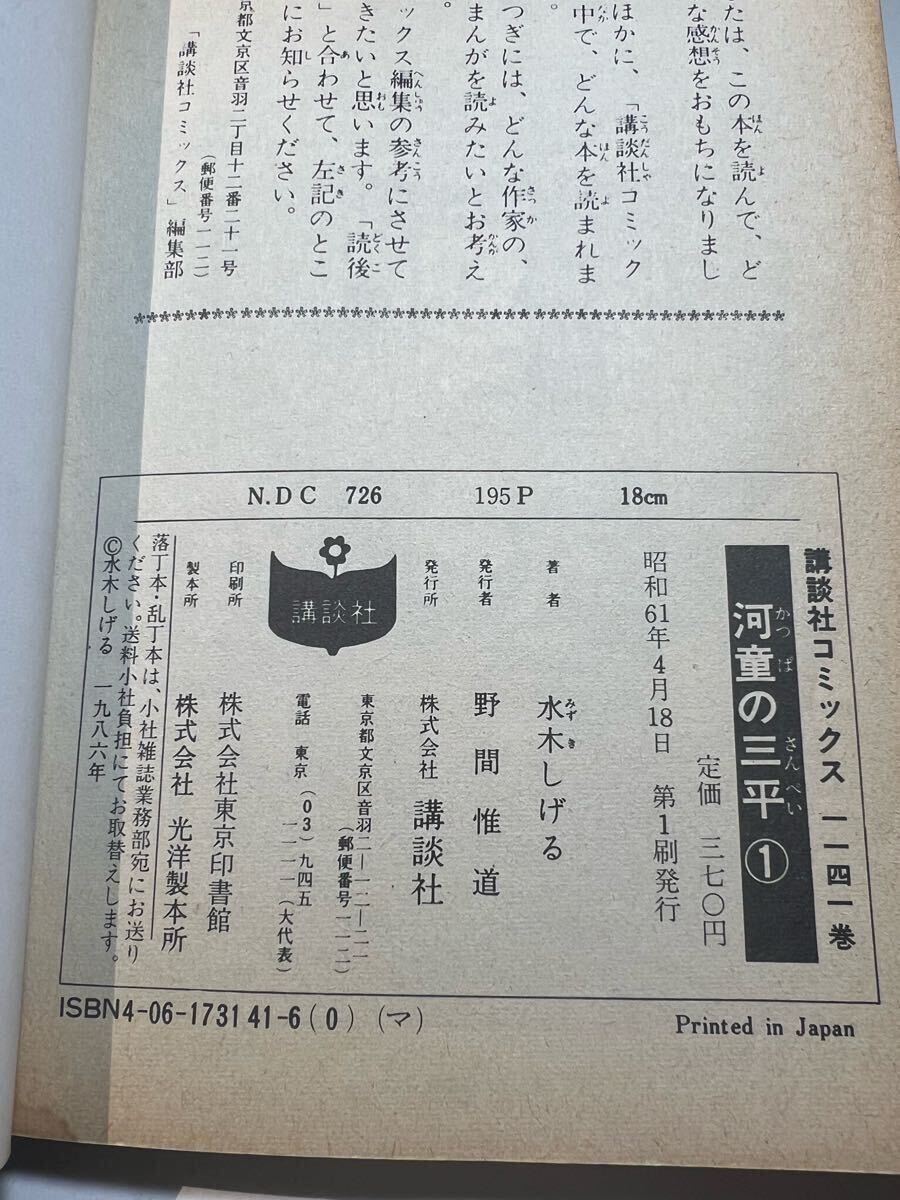 たは、この本を読んで、ど
な感想をおもちになりまし
ほかに、「講談社コミック
中で、どんな本を読まれま
。
つぎには、どんな作家の、
まんがを読みたいとお考え
。
ックス編集の参考にさせて
きたいと思います。「読後
」と合わせて、左記のとこ
にお知らせください。
京都文京区音羽二丁目十二番二十一号
(郵便番号一一二)
「講談社コミックス」編集部
N.D C 726 195 P 18cm
講談社コミックス 一一四一巻
河童の三平①
かっぱ さんぺい
定価 三七〇円
昭和61年4月18日 第1刷発行
著者 水木しげる
みず き
発行者 野間惟道
発行所 株式会社 講談社
東京都文京区音羽二—一二—二一
(郵便番号一一二)
電話 東京(03)九四五
一一一一(大代表)
講談社
印刷所 株式会社東京印書館
製本所 株式会社 光洋製本所
落丁本・乱丁本は、小社雑誌業務部宛にお送り
ください。送料小社負担にてお取替えします。
©水木しげる 一九八六年
ISBN4-06-173141-6(0) (マ)
Printed in Japan